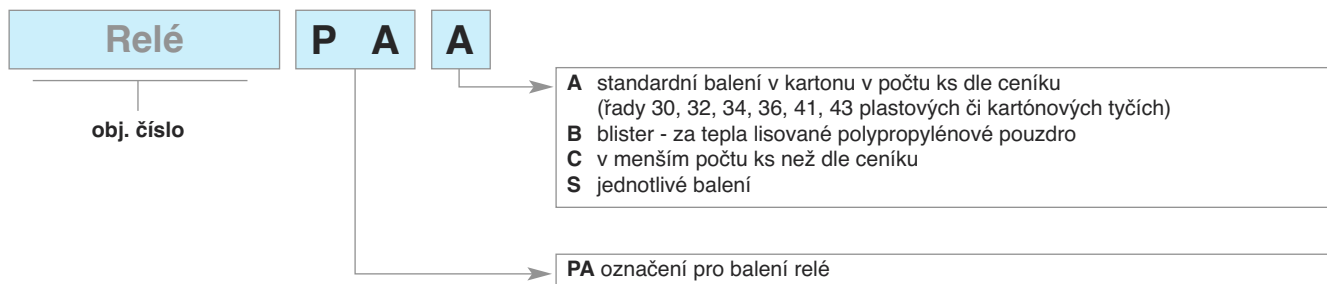 Relé P A A
obj. číslo
A standardní balení v kartonu v počtu ks dle ceníku
(řady 30, 32, 34, 36, 41, 43 plastových či kartónových tyčích)
B blister - za tepla lisované polypropylénové pouzdro
C v menším počtu ks než dle ceníku
S jednotlivé balení
PA označení pro balení relé